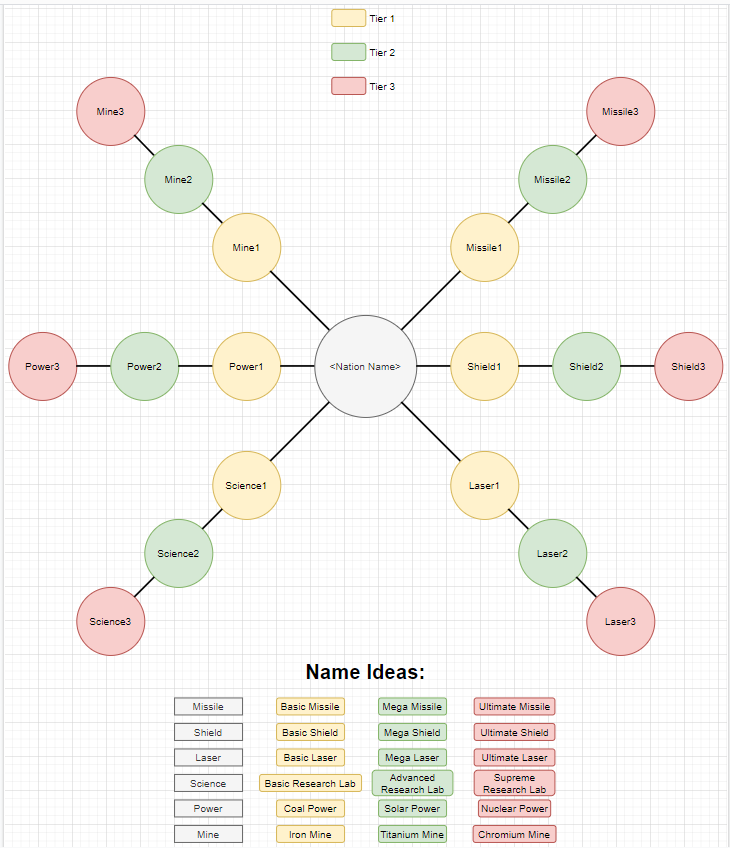 Tier 1
Tier 2
Tier 3
Mine3
Missile3
Mine2
Missile2
Mine1
Missile1
Power3
Power2
Power1
<Nation Name>
Shield1
Shield2
Shield3
Science1
Laser1
Science2
Laser2
Science3
Laser3
Name Ideas:
Missile Basic Missile Mega Missile Ultimate Missile
Shield Basic Shield Mega Shield Ultimate Shield
Laser Basic Laser Mega Laser Ultimate Laser
Science Basic Research Lab Advanced Research Lab Supreme Research Lab
Power Coal Power Solar Power Nuclear Power
Mine Iron Mine Titanium Mine Chromium Mine